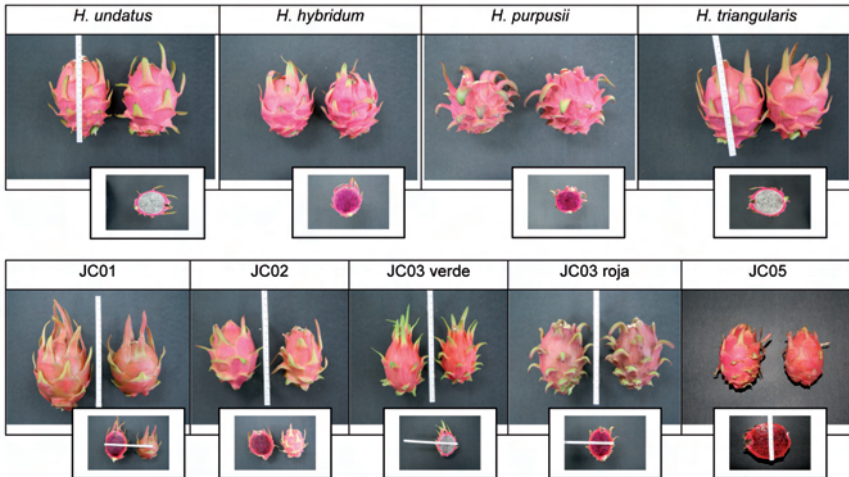 H. undatus
H. hybridum
H. purpusii
H. triangularis
JC01
JC02
JC03 verde
JC03 roja
JC05